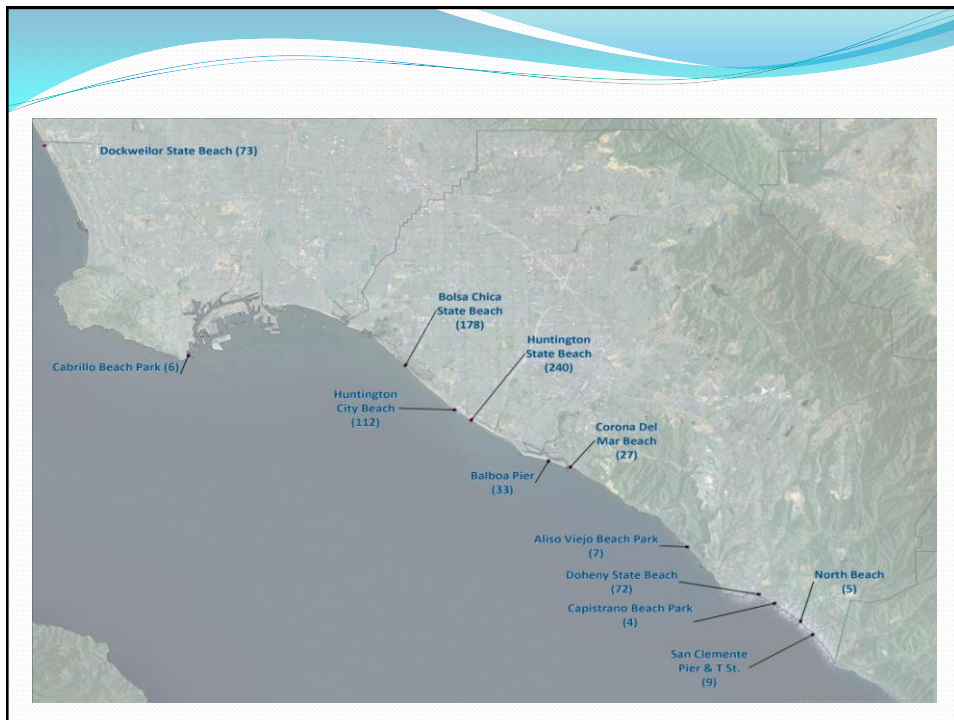 Dockweilor State Beach (73)
Bolsa Chica
State Beach
(178)
Huntington
State Beach
(240)
Cabrillo Beach Park (6)
Huntington
City Beach
(112)
Corona Del
Mar Beach
(27)
Balboa Pier
(33)
Aliso Viejo Beach Park
(7)
Doheny State Beach
(72)
North Beach
(5)
Capistrano Beach Park
(4)
San Clemente
Pier & T St.
(9)